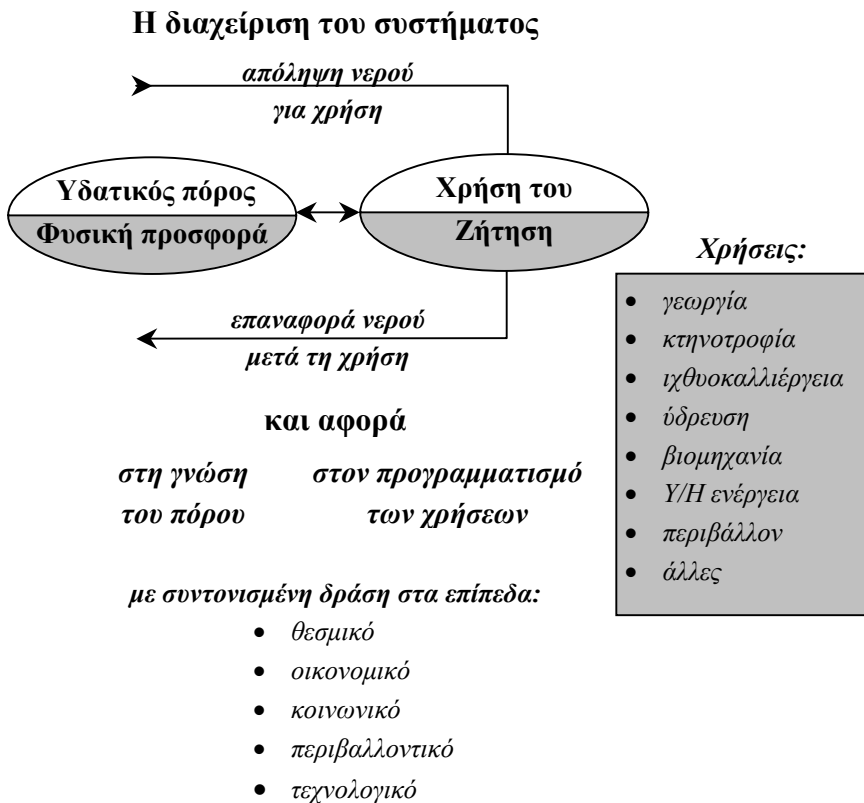 Η διαχείριση του συστήματος
απόληψη νερού
για χρήση
Υδατικός πόρος
Φυσική προσφορά
Χρήση του
Ζήτηση
επαναφορά νερού
μετά τη χρήση
Χρήσεις:
• γεωργία
• κτηνοτροφία
• ιχθυοκαλλιέργεια
• ύδρευση
• βιομηχανία
• Υ/Η ενέργεια
• περιβάλλον
• άλλες
και αφορά
στη γνώση
του πόρου
στον προγραμματισμό
των χρήσεων
με συντονισμένη δράση στα επίπεδα:
• θεσμικό
• οικονομικό
• κοινωνικό
• περιβαλλοντικό
• τεχνολογικό